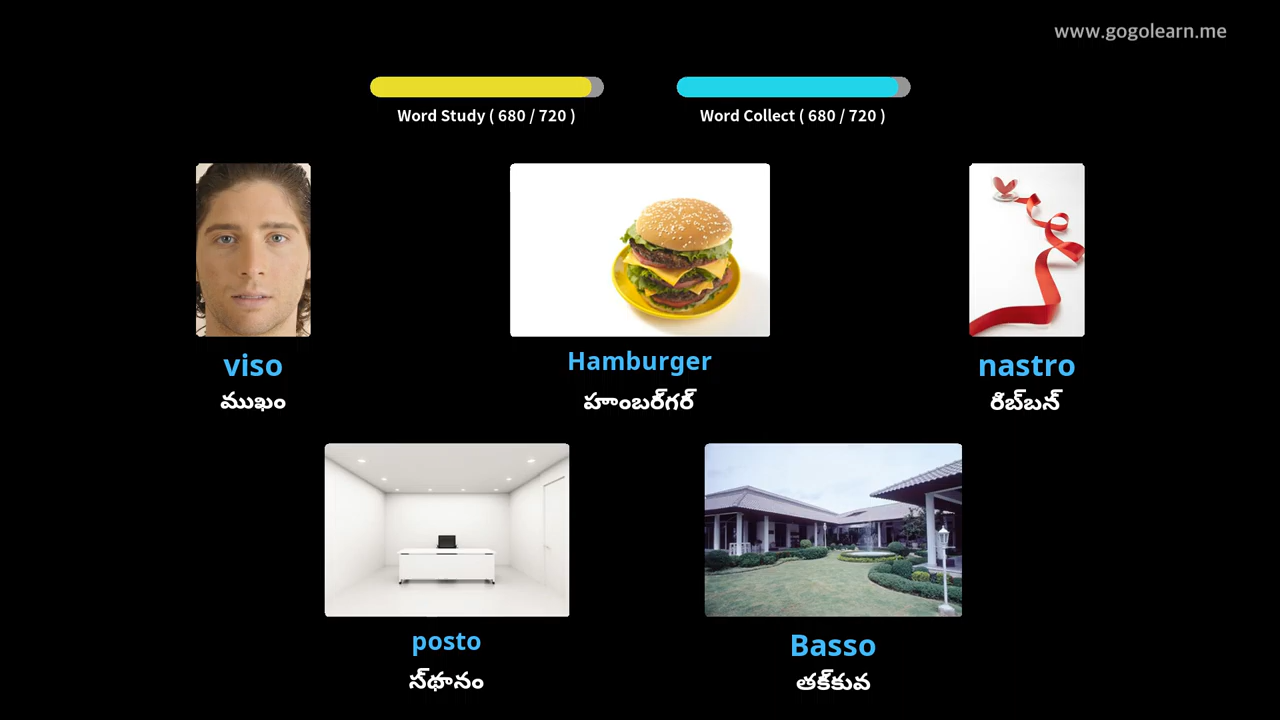 www.gogolearn.me
Word Study ( 680 / 720 )
Word Collect ( 680 / 720 )
viso
ముఖం
Hamburger
హాంబర్‌గర్
nastro
రిబ్‌బన్
posto
స్‌థానం
Basso
తక్‌కువ